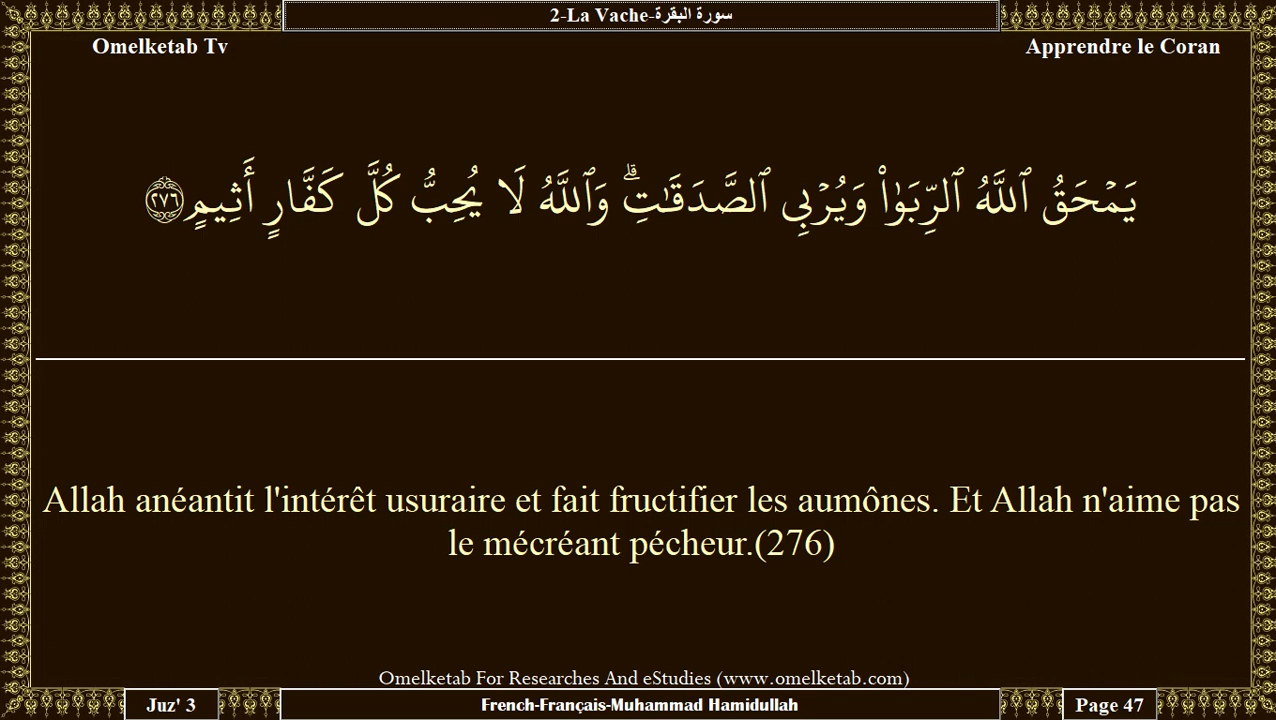 2-La Vache-سورة البقرة
Omelketab Tv
Apprendre le Coran
يَمۡحَقُ ٱللَّهُ ٱلرِّبَوٰاْ وَيُرۡبِي ٱلصَّدَقَٰتِۗ وَٱللَّهُ لَا يُحِبُّ كُلَّ كَفَّارٍ أَثِيمٍ ٢٧٦
Allah anéantit l'intérêt usuraire et fait fructifier les aumônes. Et Allah n'aime pas
le mécréant pécheur.(276)
Omelketab For Researches And eStudies (www.omelketab.com)
Juz' 3
French-Français-Muhammad Hamidullah
Page 47